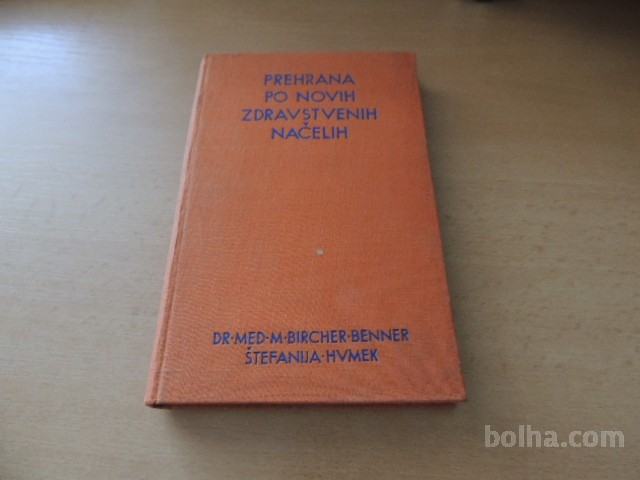 PREHRANA
PO NOVIH
ZDRAVSTVENIH
NAČELIH
DR·MED·M·BIRCHER·BENNER
ŠTEFANIJA·HVMEK
bolha.com